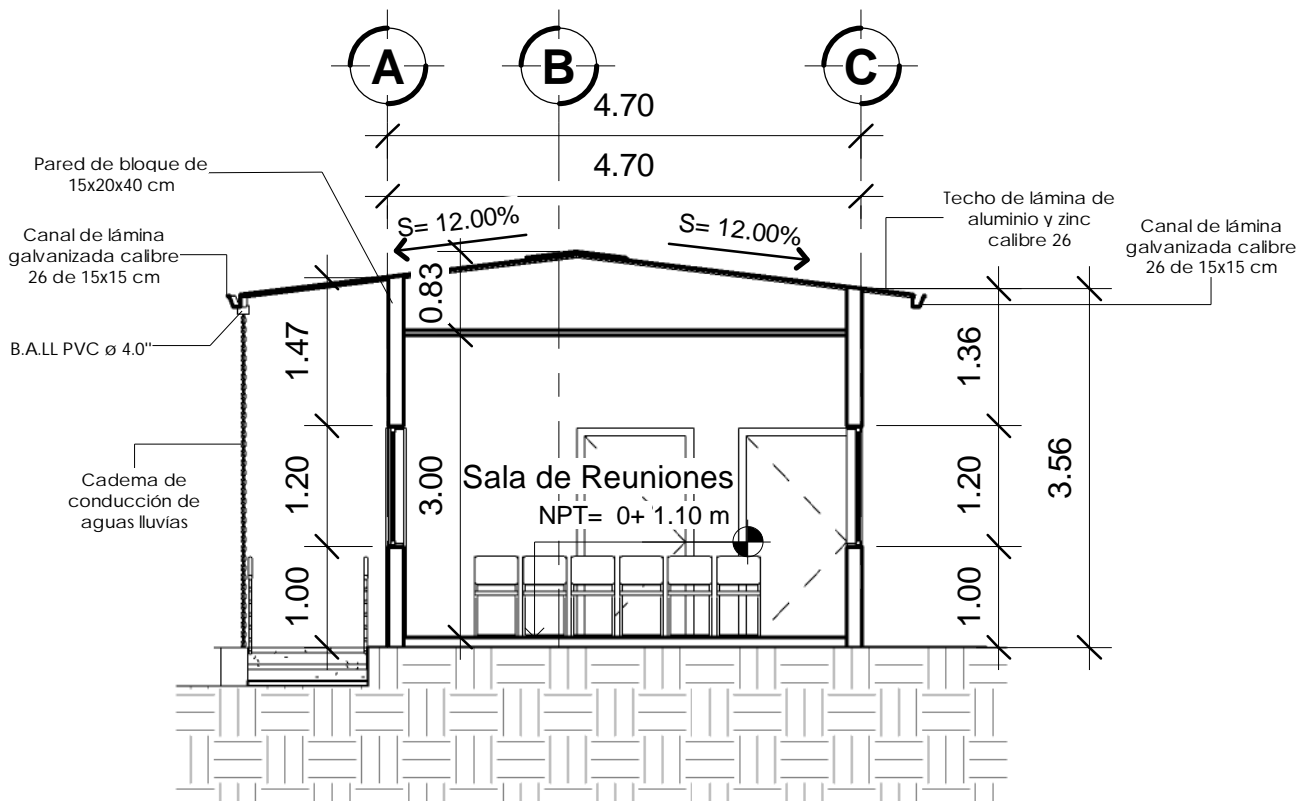 A
B
C
4.70
4.70
Pared de bloque de
15x20x40 cm
Canal de lámina
galvanizada calibre
26 de 15x15 cm
B.A.LL PVC ø 4.0"
Cadema de
conducción de
aguas lluvías
S= 12.00%
S= 12.00%
Techo de lámina de
aluminio y zinc
calibre 26
Canal de lámina
galvanizada calibre
26 de 15x15 cm
0.83
1.47
1.20
1.00
3.00
Sala de Reuniones
NPT= 0+ 1.10 m
1.36
1.20
1.00
3.56